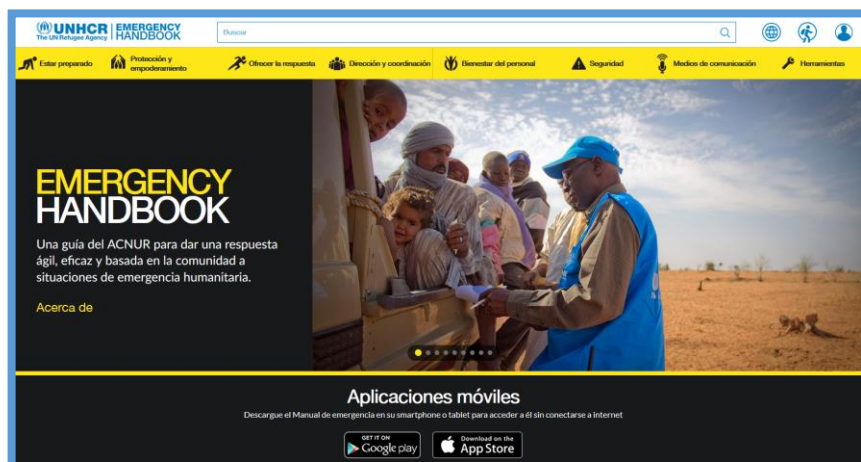 UNHCR
The UN Refugee Agency
EMERGENCY
HANDBOOK
Buscar
Estar preparado
Protección y
empoderamiento
Ofrecer la respuesta
Dirección y coordinación
Bienestar del personal
Seguridad
Medios de comunicación
Herramientas
EMERGENCY
HANDBOOK
Una guía del ACNUR para dar una respuesta
ágil, eficaz y basada en la comunidad a
situaciones de emergencia humanitaria.
Acerca de
Aplicaciones móviles
Descargue el Manual de emergencia en su smartphone o tablet para acceder a él sin conectarse a internet
GET IT ON
Google play
Download on the
App Store